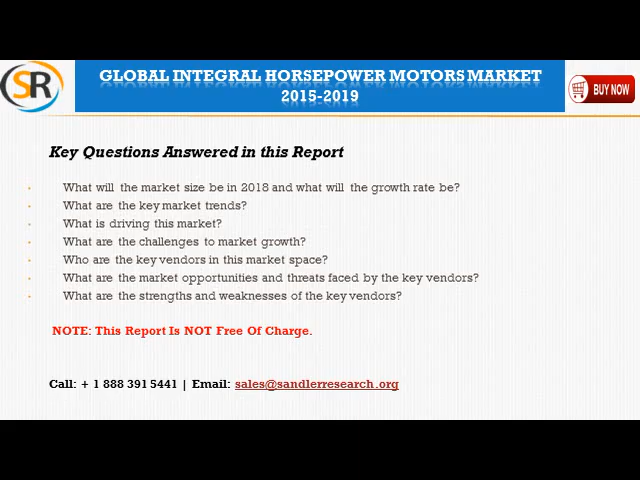 SR
GLOBAL INTEGRAL HORSEPOWER MOTORS MARKET
2015-2019
BUY NOW
Key Questions Answered in this Report
• What will the market size be in 2018 and what will the growth rate be?
• What are the key market trends?
• What is driving this market?
• What are the challenges to market growth?
• Who are the key vendors in this market space?
• What are the market opportunities and threats faced by the key vendors?
• What are the strengths and weaknesses of the key vendors?
NOTE: This Report Is NOT Free Of Charge.
Call: + 1 888 391 5441 | Email: sales@sandlerresearch.org